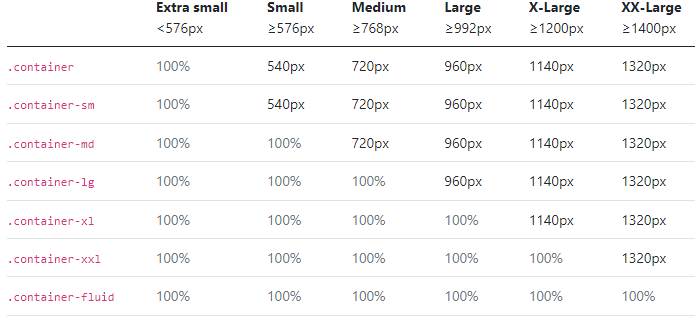 Extra small Small Medium Large X-Large XX-Large
<576px ≥576px ≥768px ≥992px ≥1200px ≥1400px
.container 100% 540px 720px 960px 1140px 1320px
.container-sm 100% 540px 720px 960px 1140px 1320px
.container-md 100% 100% 720px 960px 1140px 1320px
.container-lg 100% 100% 100% 960px 1140px 1320px
.container-xl 100% 100% 100% 100% 1140px 1320px
.container-xxl 100% 100% 100% 100% 100% 1320px
.container-fluid 100% 100% 100% 100% 100% 100%